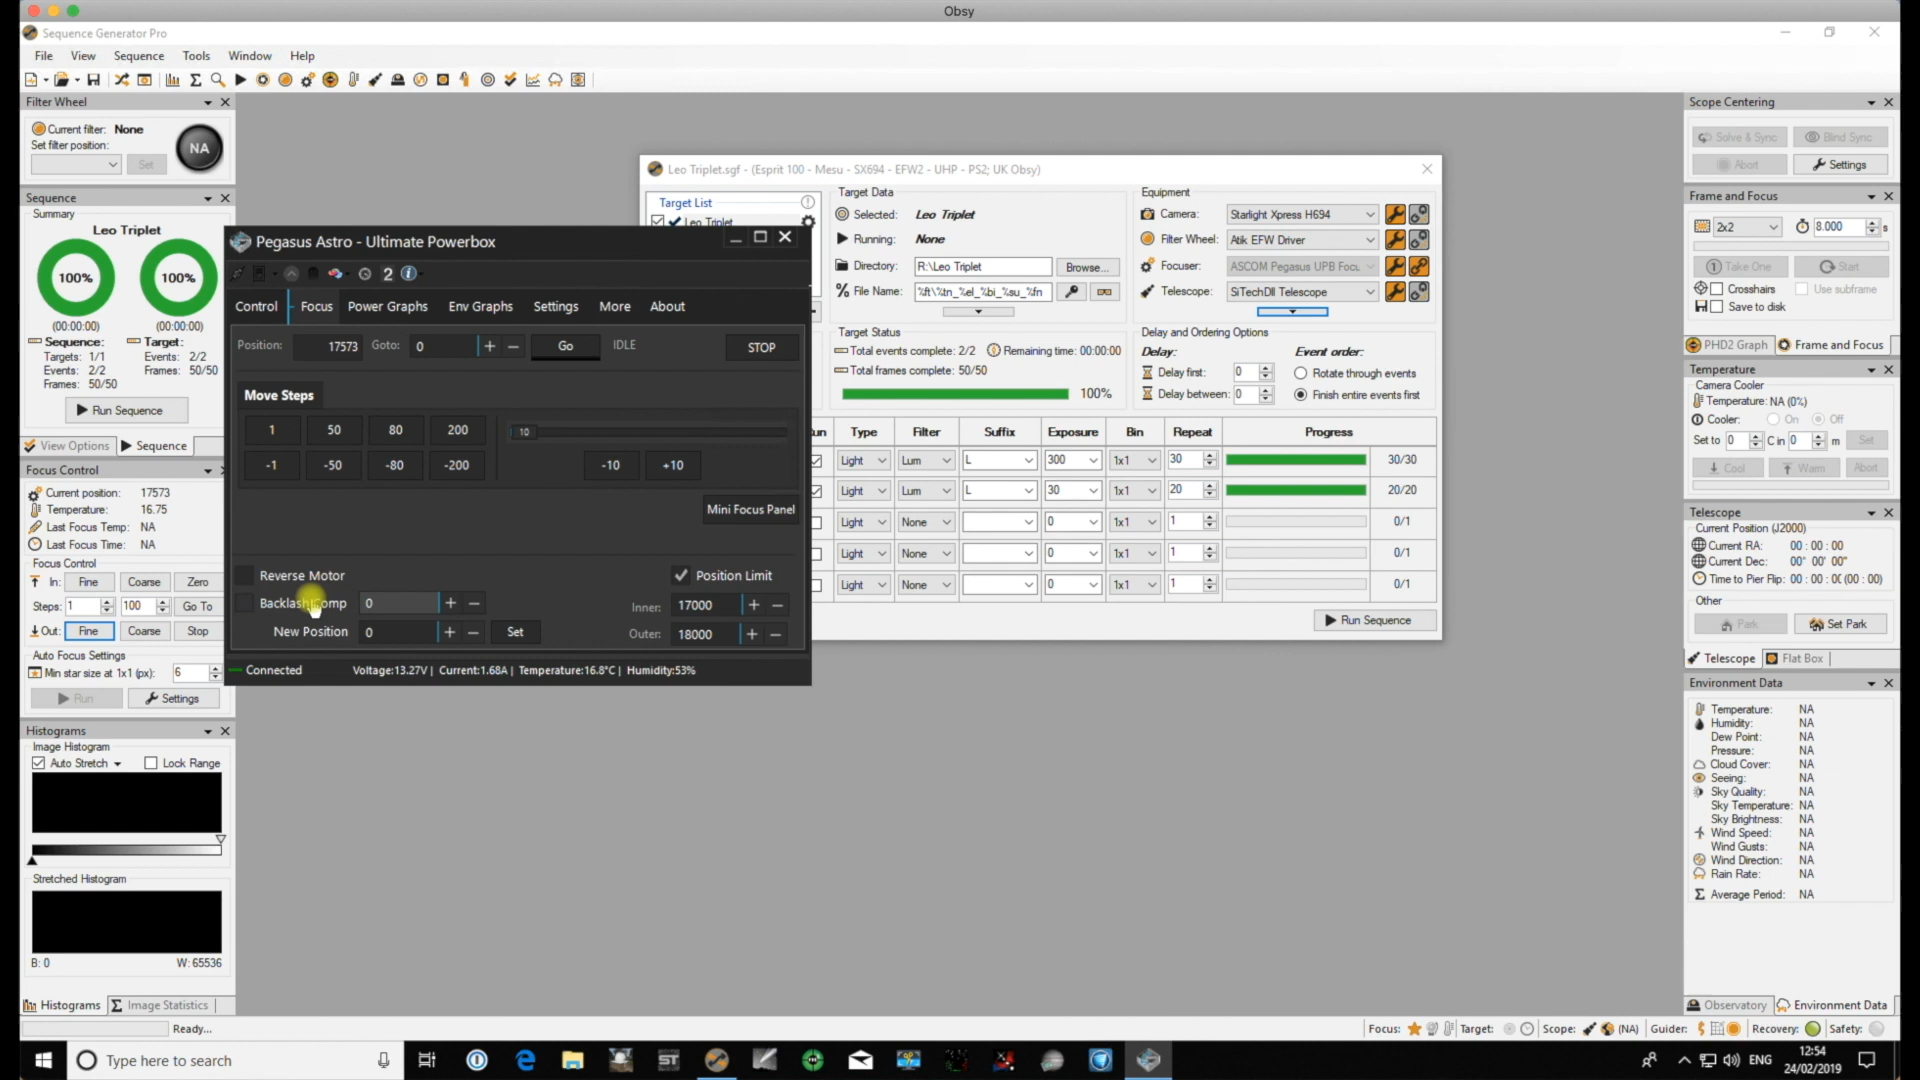 Obsy
Sequence Generator Pro
File View Sequence Tools Window Help
Filter Wheel
Current filter: None
Set filter position:
Set
NA
Sequence
Summary
Leo Triplet
100% 100%
(00:00:00) (00:00:00)
Sequence: Target:
Targets: 1/1 Events: 2/2
Events: 2/2 Frames: 50/50
Frames: 50/50
Run Sequence
View Options Sequence
Focus Control
Current position: 17573
Temperature: 16.75
Last Focus Temp: NA
Last Focus Time: NA
Focus Control
In: Fine Coarse Zero
Steps: 1 100 Go To
Out: Fine Coarse Stop
Auto Focus Settings
Min star size at 1x1 (px): 6
Run Settings
Histograms
Image Histogram
Auto Stretch Lock Range
Stretched Histogram
B: 0 W: 65536
Histograms Image Statistics
Ready...
Pegasus Astro - Ultimate Powerbox
2
Control Focus Power Graphs Env Graphs Settings More About
Position: 17573 Goto: 0 + − Go IDLE STOP
Move Steps
1 50 80 200 10
-1 -50 -80 -200 -10 +10
Mini Focus Panel
Reverse Motor Position Limit
Backlash Comp 0 + − Inner: 17000 + −
New Position 0 + − Set Outer: 18000 + −
Connected Voltage:13.27V | Current:1.68A | Temperature:16.8°C | Humidity:53%
Leo Triplet.sgf - (Esprit 100 - Mesu - SX694 - EFW2 - UHP - PS2; UK Obsy)
Target List
Leo Triplet
Target Data
Selected: Leo Triplet
Running: None
Directory: R:\Leo Triplet Browse...
File Name: %ft\%tn_%el_%bi_%su_%fn
Target Status
Total events complete: 2/2 Remaining time: 00:00:00
Total frames complete: 50/50
100%
Equipment
Camera: Starlight Xpress H694
Filter Wheel: Atik EFW Driver
Focuser: ASCOM Pegasus UPB Focu
Telescope: SiTechDll Telescope
Delay and Ordering Options
Delay: Event order:
Delay first: 0 Rotate through events
Delay between: 0 Finish entire events first
un Type Filter Suffix Exposure Bin Repeat Progress
Light Lum L 300 1x1 30 30/30
Light Lum L 30 1x1 20 20/20
Light None 0 1x1 1 0/1
Light None 0 1x1 1 0/1
Light None 0 1x1 1 0/1
Run Sequence
Scope Centering
Solve & Sync Blind Sync
Abort Settings
Frame and Focus
2x2 8.000 s
Take One Start
Crosshairs Use subframe
Save to disk
PHD2 Graph Frame and Focus
Temperature
Camera Cooler
Temperature: NA (0%)
Cooler: On Off
Set to 0 C in 0 m Set
Cool Warm Abort
Telescope
Current Position (J2000)
Current RA: 00 : 00 : 00
Current Dec: 00° 00' 00"
Time to Pier Flip: 00 : 00 : 0( (00 : 00)
Other
Park Set Park
Telescope Flat Box
Environment Data
Temperature: NA
Humidity: NA
Dew Point: NA
Pressure: NA
Cloud Cover: NA
Seeing: NA
Sky Quality: NA
Sky Temperature: NA
Sky Brightness: NA
Wind Speed: NA
Wind Gusts: NA
Wind Direction: NA
Rain Rate: NA
Average Period: NA
Observatory Environment Data
Focus: Target: Scope: (NA) Guider: Recovery: Safety:
Type here to search
ST
ENG
12:54
24/02/2019